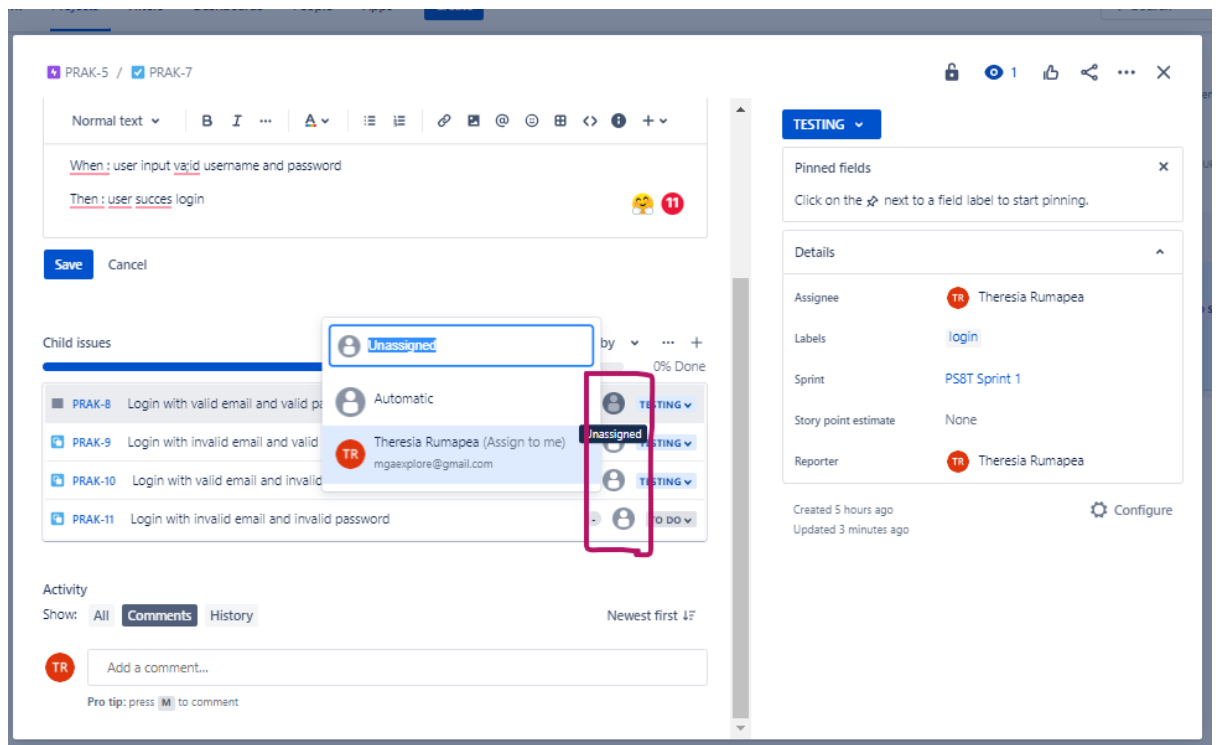 PRAK-5 / PRAK-7
1
Normal text
B I ... A @ <> +
When : user input va;id username and password
Then : user succes login
11
Save Cancel
Child issues
by ... +
0% Done
Unassigned
Automatic
Theresia Rumapea (Assign to me)
mgaexplore@gmail.com
TR
PRAK-8 Login with valid email and valid
TESTING
Unassigned
PRAK-9 Login with invalid email and valid
TESTING
PRAK-10 Login with valid email and invalid
TESTING
PRAK-11 Login with invalid email and invalid password
- TO DO
Activity
Show: All Comments History
Newest first
TR Add a comment...
Pro tip: press M to comment
TESTING
Pinned fields
Click on the next to a field label to start pinning.
Details
Assignee TR Theresia Rumapea
Labels login
Sprint PS8T Sprint 1
Story point estimate None
Reporter TR Theresia Rumapea
Created 5 hours ago
Updated 3 minutes ago
Configure